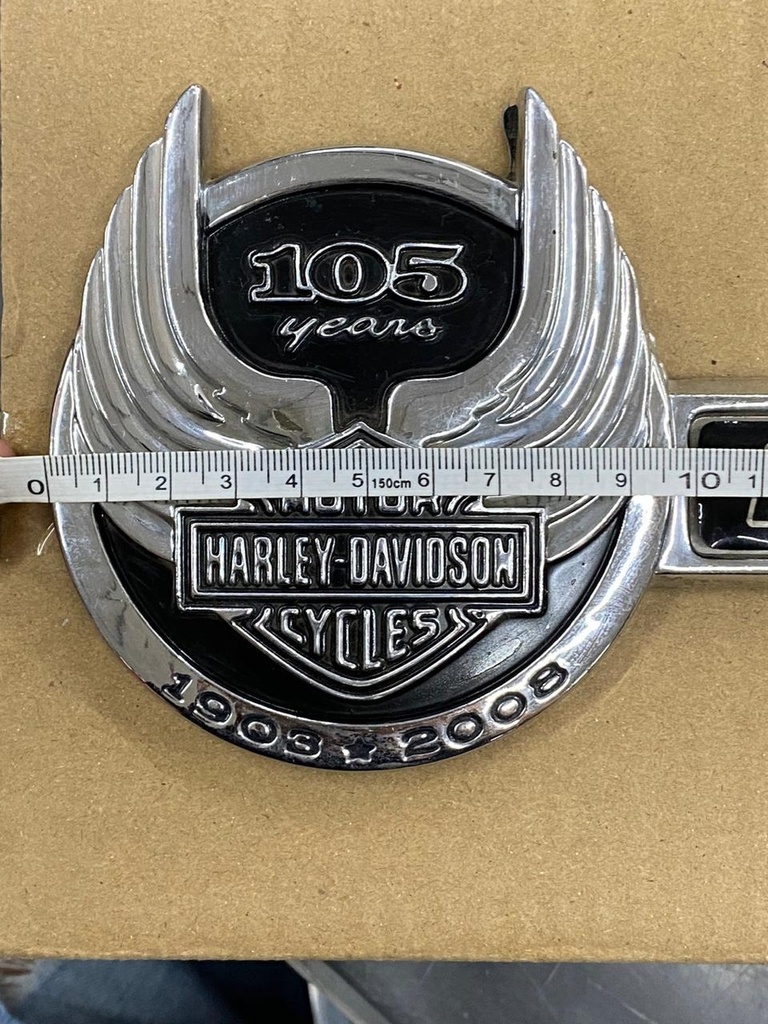 105
years
0 1 2 3 4 5 150cm 6 7 8 9 10 1
MOTOR
HARLEY-DAVIDSON
CYCLES
1903 ★ 2008